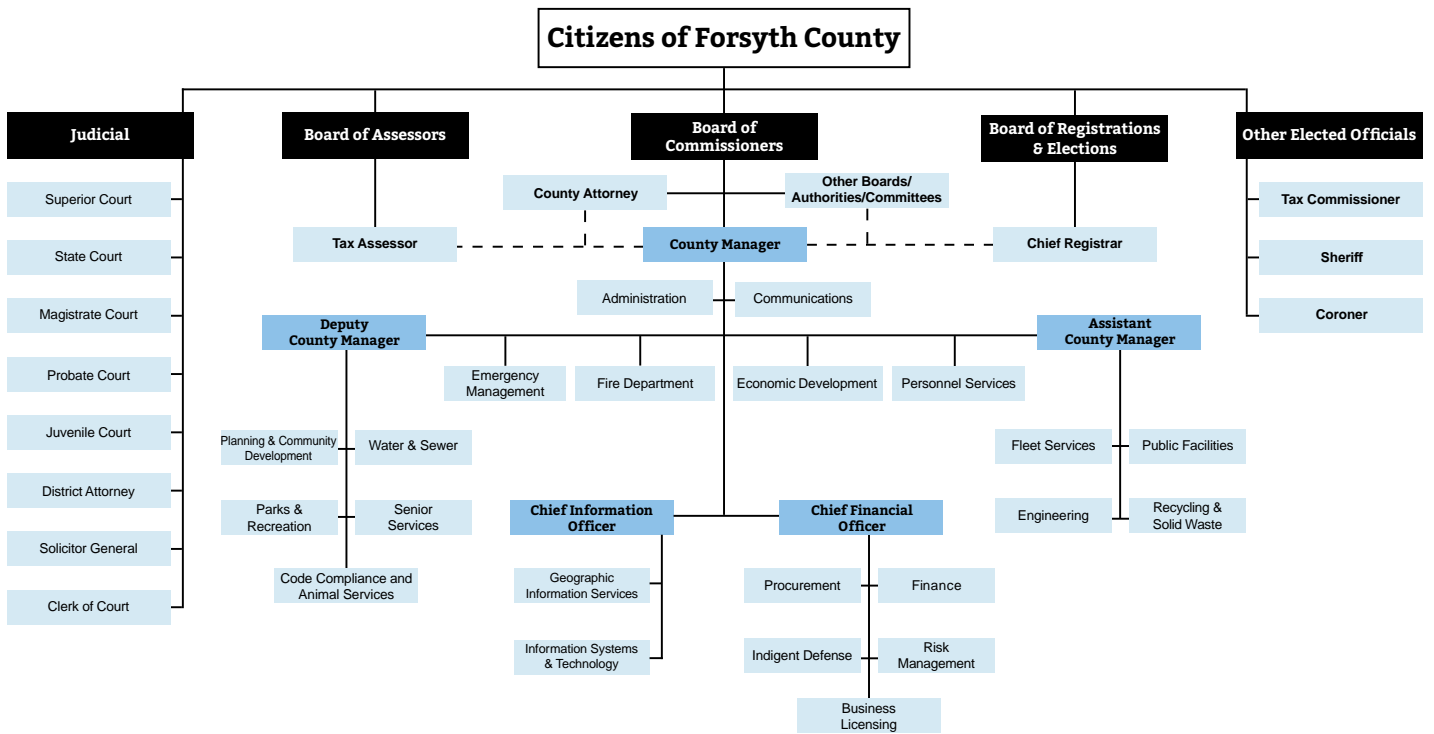 Citizens of Forsyth County
Judicial
Board of Assessors
Board of
Commissioners
Board of Registrations
& Elections
Other Elected Officials
Superior Court
State Court
Magistrate Court
Probate Court
Juvenile Court
District Attorney
Solicitor General
Clerk of Court
Tax Assessor
County Attorney
Other Boards/
Authorities/Committees
County Manager
Chief Registrar
Tax Commissioner
Sheriff
Coroner
Administration
Communications
Deputy
County Manager
Assistant
County Manager
Emergency
Management
Fire Department
Economic Development
Personnel Services
Planning & Community
Development
Water & Sewer
Parks &
Recreation
Senior
Services
Code Compliance and
Animal Services
Fleet Services
Public Facilities
Engineering
Recycling &
Solid Waste
Chief Information
Officer
Chief Financial
Officer
Geographic
Information Services
Information Systems
& Technology
Procurement
Finance
Indigent Defense
Risk
Management
Business
Licensing